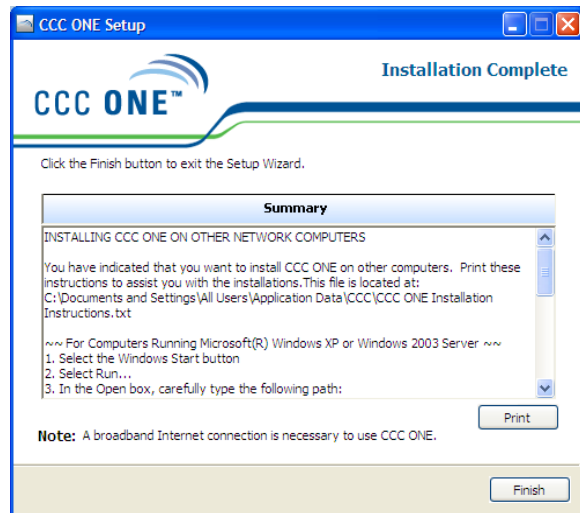 CCC ONE Setup
Installation Complete
CCC ONE™
Click the Finish button to exit the Setup Wizard.
Summary
INSTALLING CCC ONE ON OTHER NETWORK COMPUTERS
You have indicated that you want to install CCC ONE on other computers. Print these
instructions to assist you with the installations.This file is located at:
C:\Documents and Settings\All Users\Application Data\CCC\CCC ONE Installation
Instructions.txt
~~ For Computers Running Microsoft(R) Windows XP or Windows 2003 Server ~~
1. Select the Windows Start button
2. Select Run...
3. In the Open box, carefully type the following path:
Print
Note: A broadband Internet connection is necessary to use CCC ONE.
Finish